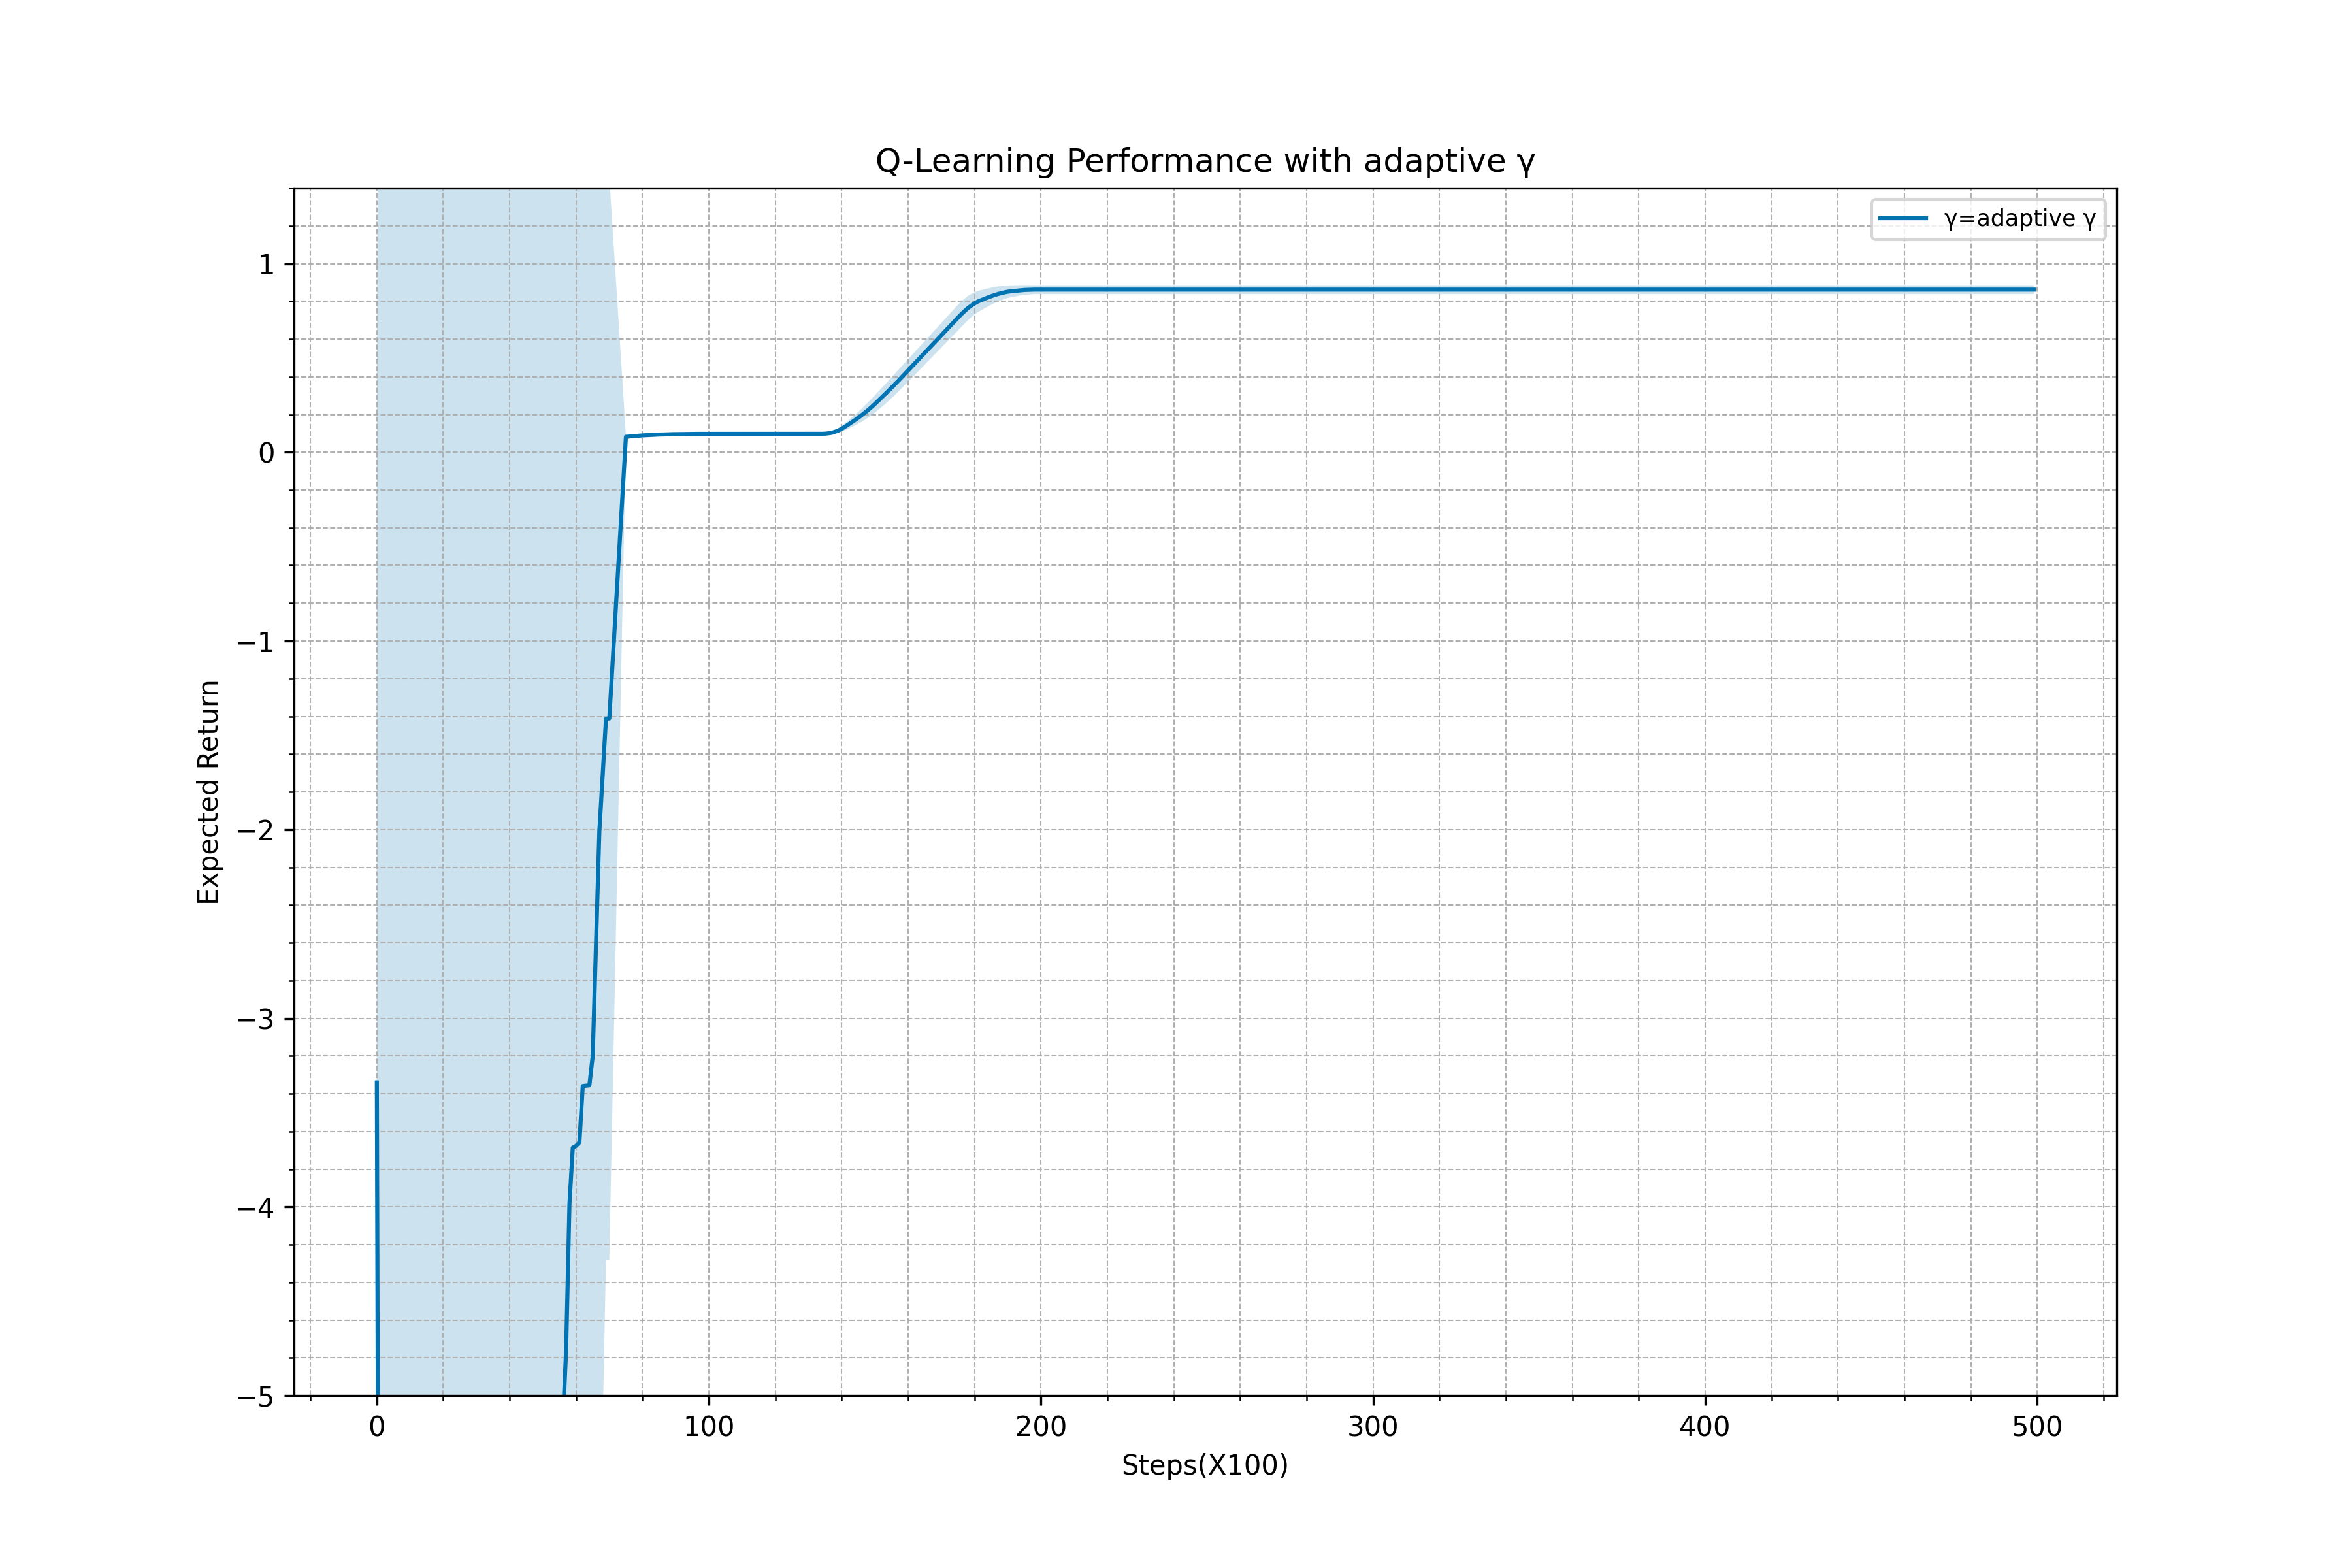 Q-Learning Performance with adaptive γ
γ=adaptive γ
1
0
−1
−2
−3
−4
−5
Expected Return
0 100 200 300 400 500
Steps(X100)